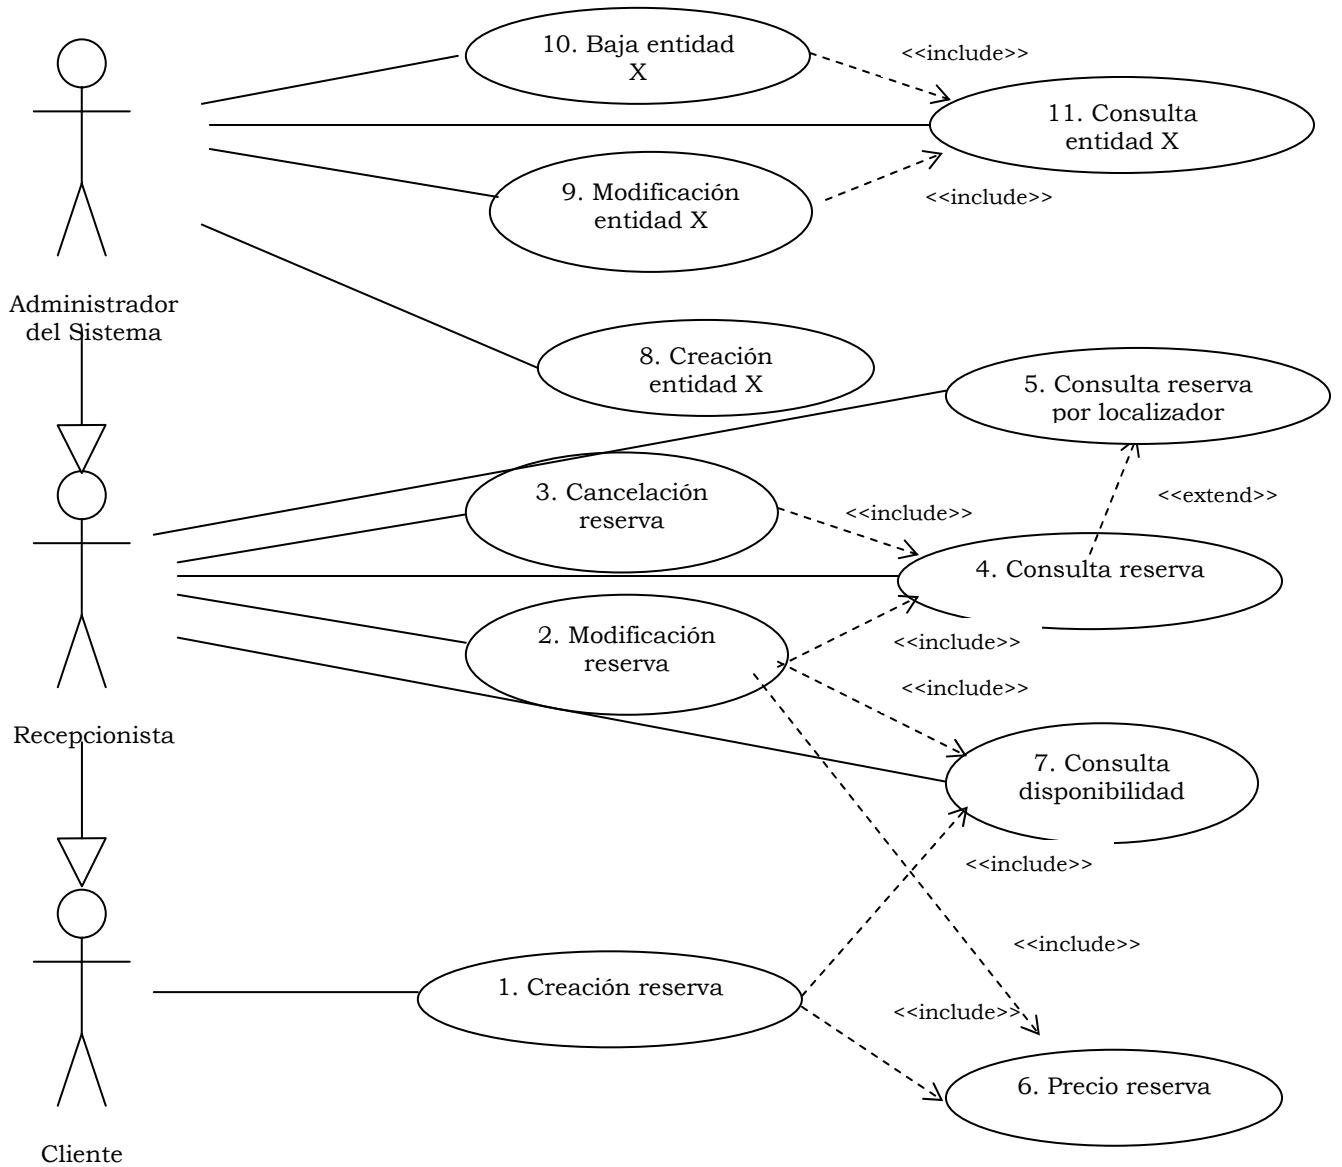 10. Baja entidad
X
<<include>>
11. Consulta
entidad X
9. Modificación
entidad X
<<include>>
Administrador
del Sistema
8. Creación
entidad X
5. Consulta reserva
por localizador
3. Cancelación
reserva
<<include>>
<<extend>>
4. Consulta reserva
2. Modificación
reserva
<<include>>
<<include>>
Recepcionista
7. Consulta
disponibilidad
<<include>>
<<include>>
1. Creación reserva
<<include>>
6. Precio reserva
Cliente